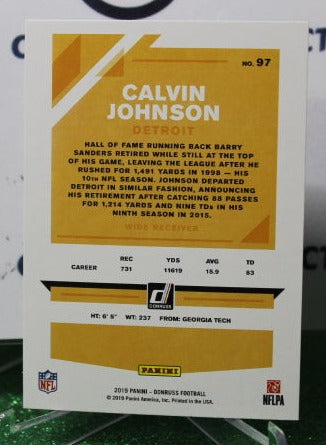 NO. 97
CALVIN
JOHNSON
DETROIT
HALL OF FAME RUNNING BACK BARRY
SANDERS RETIRED WHILE STILL AT THE TOP
OF HIS GAME, LEAVING THE LEAGUE AFTER HE
RUSHED FOR 1,491 YARDS IN 1998 — HIS
10TH NFL SEASON. JOHNSON DEPARTED
DETROIT IN SIMILAR FASHION, ANNOUNCING
HIS RETIREMENT AFTER CATCHING 88 PASSES
FOR 1,214 YARDS AND NINE TDs IN HIS
NINTH SEASON IN 2015.
WIDE RECEIVER
REC YDS AVG TD
CAREER 731 11619 15.9 83
D
DONRUSS
HT: 6' 5" WT: 237 FROM: GEORGIA TECH
NFL
PANINI
NFLPA
2019 PANINI - DONRUSS FOOTBALL
© 2019 Panini America, Inc. Printed in the USA.